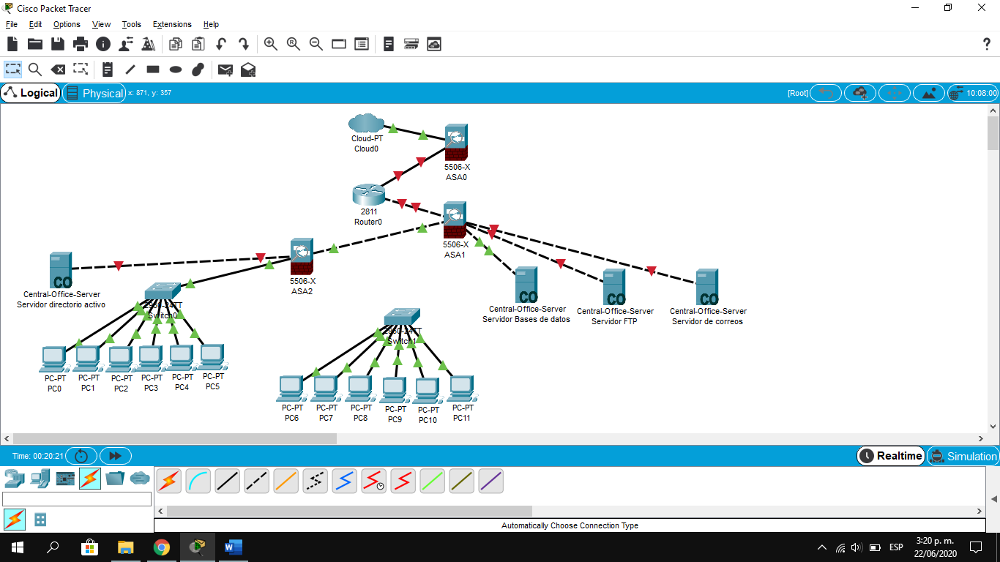 Cisco Packet Tracer
File Edit Options View Tools Extensions Help
Logical Physical x: 871, y: 357 [Root] 10:08:00
Cloud-PT
Cloud0
5506-X
ASA0
2811
Router0
5506-X
ASA1
5506-X
ASA2
CO
Central-Office-Server
Servidor directorio activo
2950-24TT
Switch0
CO
Central-Office-Server
Servidor Bases de datos
CO
Central-Office-Server
Servidor FTP
CO
Central-Office-Server
Servidor de correos
2950-24TT
Switch1
PC-PT
PC0
PC-PT
PC1
PC-PT
PC2
PC-PT
PC3
PC-PT
PC4
PC-PT
PC5
PC-PT
PC6
PC-PT
PC7
PC-PT
PC8
PC-PT
PC9
PC-PT
PC10
PC-PT
PC11
Time: 00:20:21 Realtime Simulation
Automatically Choose Connection Type
ESP
3:20 p. m.
22/06/2020